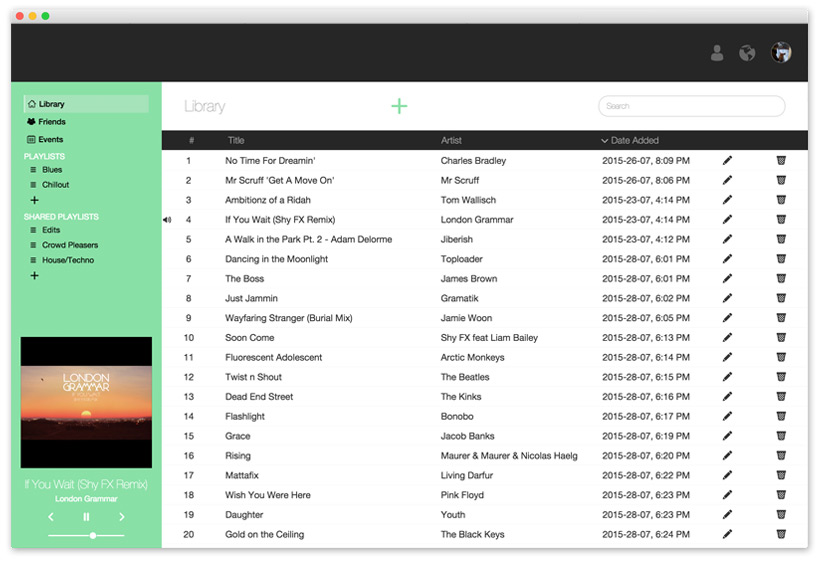 Library
Friends
Events
PLAYLISTS
Blues
Chillout
SHARED PLAYLISTS
Edits
Crowd Pleasers
House/Techno
LONDON
GRAMMAR
IF YOU WAIT
If You Wait (Shy FX Remix)
London Grammar
Library + Search
# Title Artist Date Added
1 No Time For Dreamin' Charles Bradley 2015-26-07, 8:09 PM
2 Mr Scruff 'Get A Move On' Mr Scruff 2015-26-07, 8:06 PM
3 Ambitionz of a Ridah Tom Wallisch 2015-23-07, 4:14 PM
4 If You Wait (Shy FX Remix) London Grammar 2015-23-07, 4:14 PM
5 A Walk in the Park Pt. 2 - Adam Delorme Jiberish 2015-23-07, 4:12 PM
6 Dancing in the Moonlight Toploader 2015-28-07, 6:01 PM
7 The Boss James Brown 2015-28-07, 6:01 PM
8 Just Jammin Gramatik 2015-28-07, 6:02 PM
9 Wayfaring Stranger (Burial Mix) Jamie Woon 2015-28-07, 6:05 PM
10 Soon Come Shy FX feat Liam Bailey 2015-28-07, 6:13 PM
11 Fluorescent Adolescent Arctic Monkeys 2015-28-07, 6:14 PM
12 Twist n Shout The Beatles 2015-28-07, 6:15 PM
13 Dead End Street The Kinks 2015-28-07, 6:16 PM
14 Flashlight Bonobo 2015-28-07, 6:17 PM
15 Grace Jacob Banks 2015-28-07, 6:19 PM
16 Rising Maurer & Maurer & Nicolas Haelg 2015-28-07, 6:20 PM
17 Mattafix Living Darfur 2015-28-07, 6:22 PM
18 Wish You Were Here Pink Floyd 2015-28-07, 6:23 PM
19 Daughter Youth 2015-28-07, 6:23 PM
20 Gold on the Ceiling The Black Keys 2015-28-07, 6:24 PM